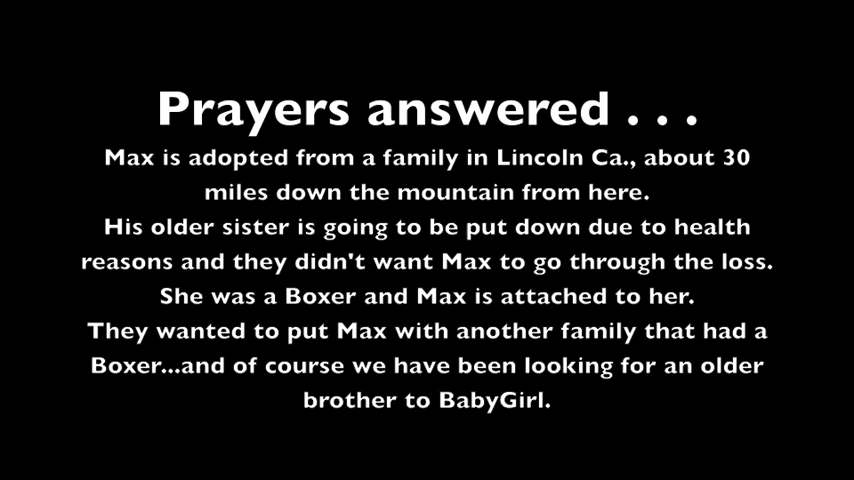 Prayers answered . . .
Max is adopted from a family in Lincoln Ca., about 30
miles down the mountain from here.
His older sister is going to be put down due to health
reasons and they didn't want Max to go through the loss.
She was a Boxer and Max is attached to her.
They wanted to put Max with another family that had a
Boxer...and of course we have been looking for an older
brother to BabyGirl.